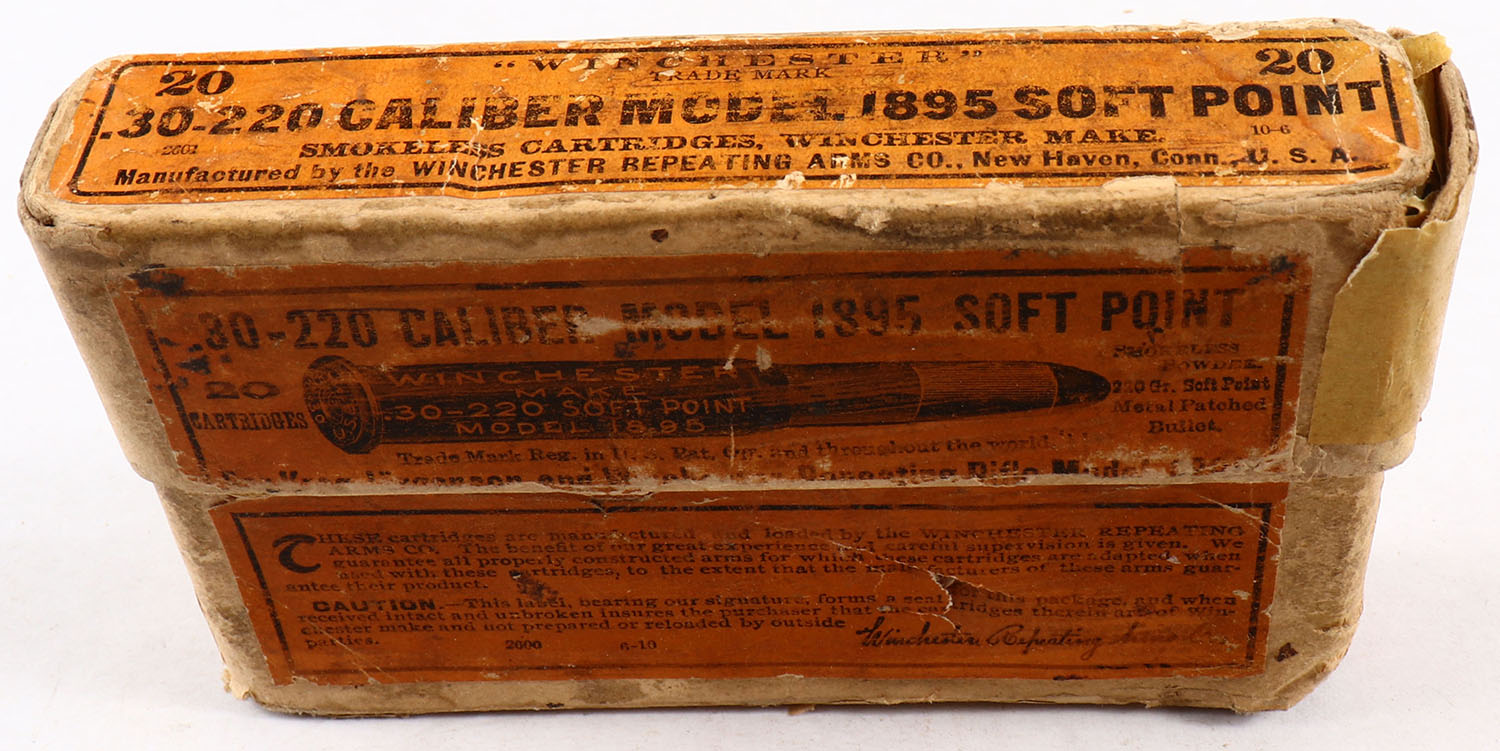 20 "WINCHESTER" 20
TRADE MARK
.30-220 CALIBER MODEL 1895 SOFT POINT
2601 SMOKELESS CARTRIDGES, WINCHESTER MAKE. 10-6
Manufactured by the WINCHESTER REPEATING ARMS CO., New Haven, Conn., U. S. A.
.30-220 CALIBER MODEL 1895 SOFT POINT
20
CARTRIDGES
WINCHESTER
MAKE
.30-220 SOFT POINT
MODEL 1895
SMOKELESS
POWDER.
220 Gr. Soft Point
Metal Patched
Bullet.
Trade Mark Reg. in U. S. Pat. Off. and throughout the world.
and Repeating Rifle Model
THESE cartridges are manufactured and loaded by the WINCHESTER REPEATING
ARMS CO. The benefit of our great experience and careful supervision is given. We
guarantee all properly constructed arms for which these cartridges are adapted, when
used with these cartridges, to the extent that the manufacturers of these arms guar-
antee their product.
CAUTION.—This label, bearing our signature, forms a seal of this package, and when
received intact and unbroken insures the purchaser that the cartridges therein are of Win-
chester make and not prepared or reloaded by outside
parties. 2600 6-10
Winchester Repeating Arms Co.